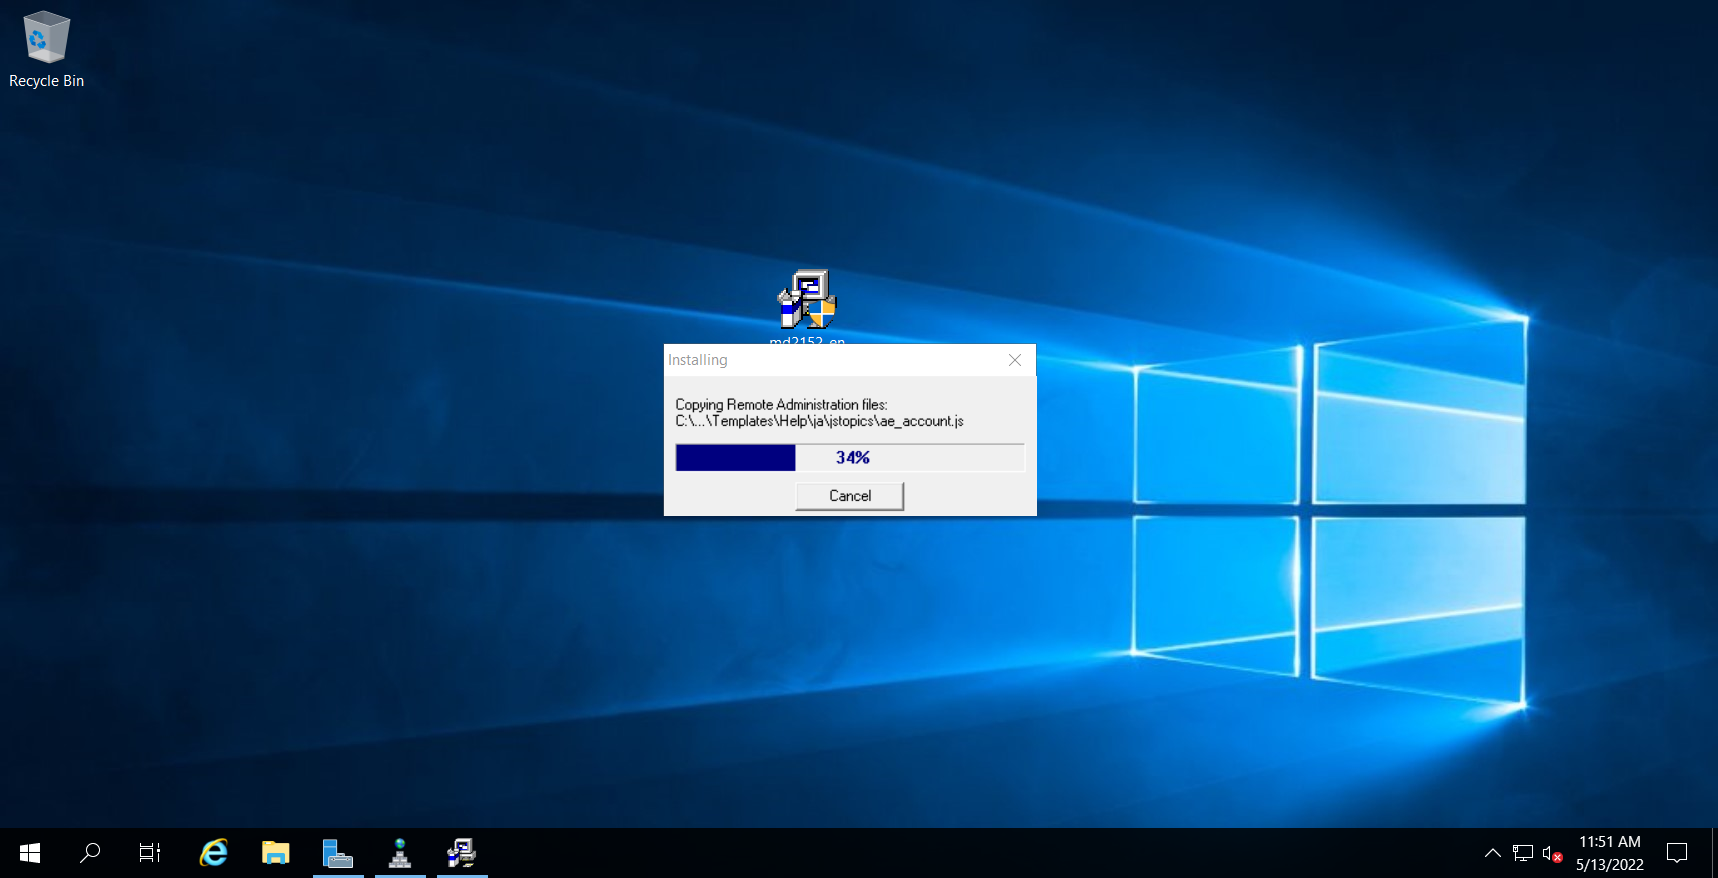 Recycle Bin
md2152_en
Installing
Copying Remote Administration files:
C:\...\Templates\Help\ja\jstopics\ae_account.js
34%
Cancel
11:51 AM
5/13/2022